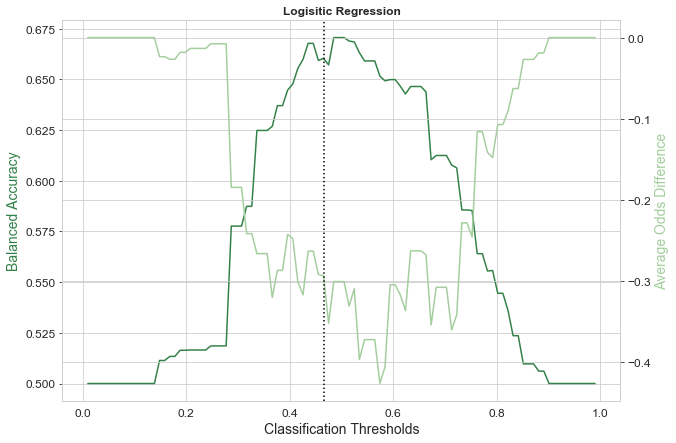 Logisitic Regression
0.675
0.650
0.625
0.600
0.575
0.550
0.525
0.500
Balanced Accuracy
0.0
−0.1
−0.2
−0.3
−0.4
Average Odds Difference
0.0 0.2 0.4 0.6 0.8 1.0
Classification Thresholds